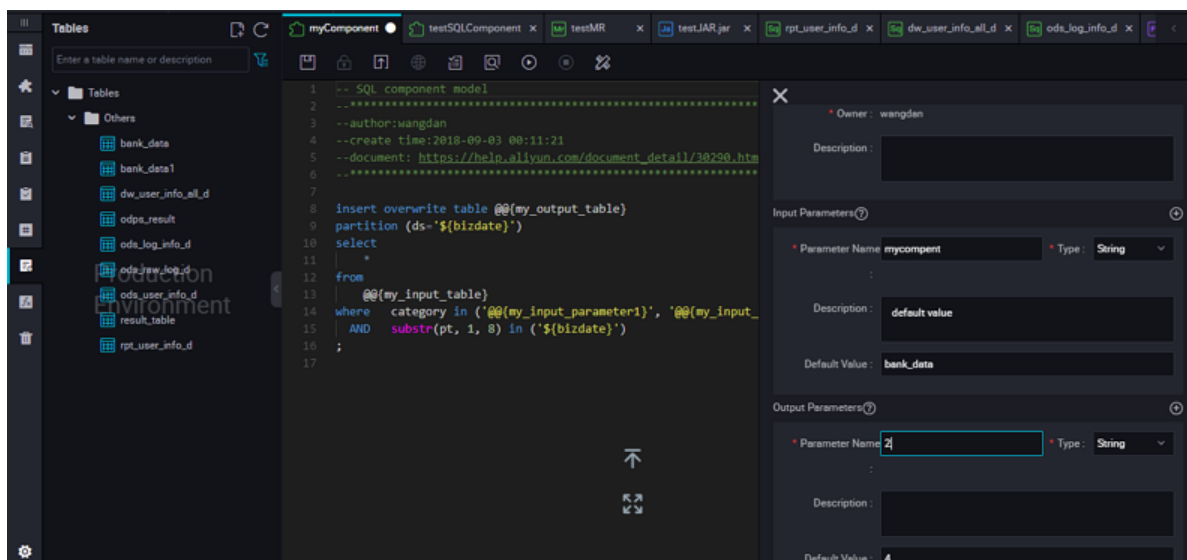 Tables
Enter a table name or description
Tables
Others
bank_data
bank_data1
dw_user_info_all_d
odps_result
ods_log_info_d
ods_raw_log_d
ods_user_info_d
result_table
rpt_user_info_d
Production
Environment
myComponent
testSQLComponent ×
Mr testMR ×
Ja testJAR.jar ×
Sq rpt_user_info_d ×
Sq dw_user_info_all_d ×
Sq ods_log_info_d ×
1 -- SQL component model
2 --************************************************************
3 --author:wangdan
4 --create time:2018-09-03 00:11:21
5 --document: https://help.aliyun.com/document_detail/30290.htm
6 --************************************************************
7
8 insert overwrite table @@{my_output_table}
9 partition (ds='${bizdate}')
10 select
11 *
12 from
13 @@{my_input_table}
14 where category in ('@@{my_input_parameter1}', '@@{my_input_
15 AND substr(pt, 1, 8) in ('${bizdate}')
16 ;
17
* Owner : wangdan
Description :
Input Parameters
* Parameter Name : mycompent * Type : String
Description : default value
Default Value : bank_data
Output Parameters
* Parameter Name : 2 * Type : String
Description :
Default Value : 4